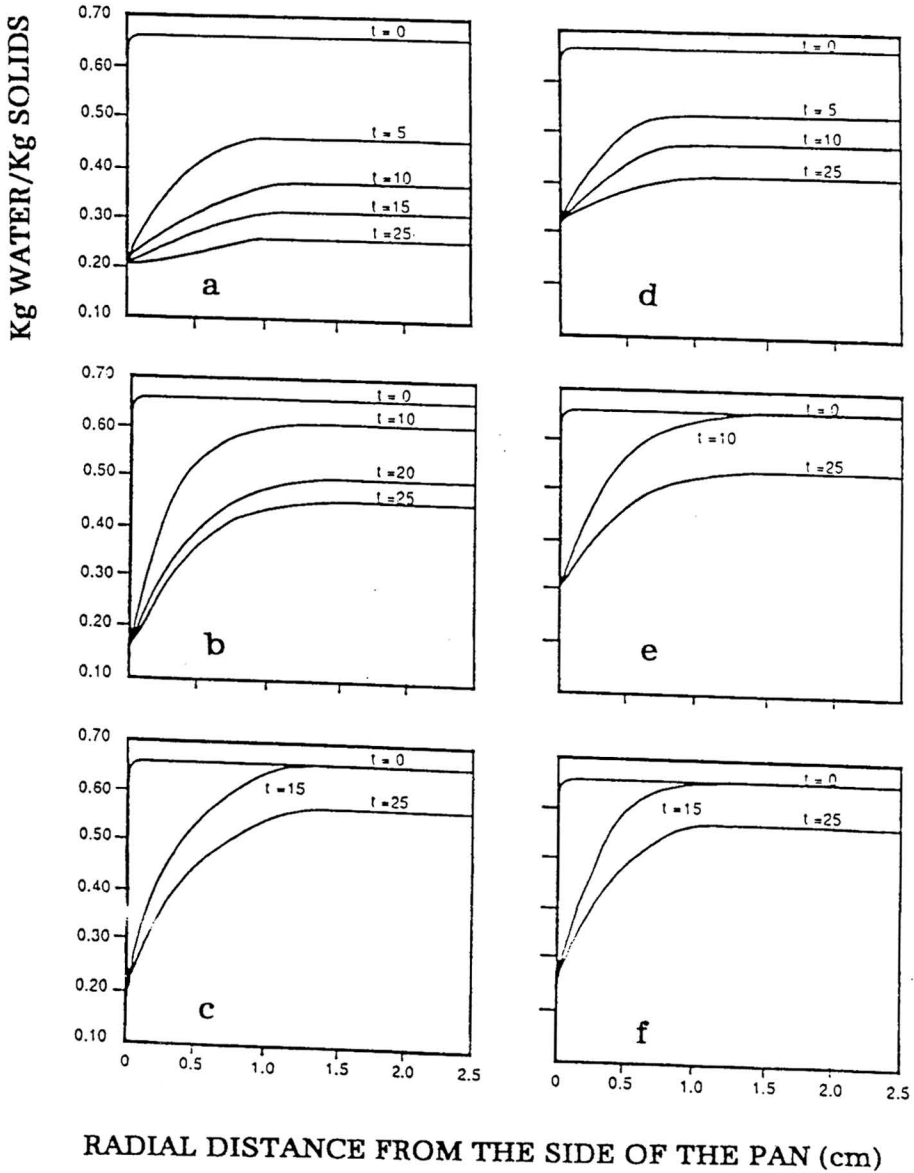 Kg WATER/Kg SOLIDS
0.70
0.60
0.50
0.40
0.30
0.20
0.10
t = 0
t = 5
t = 10
t = 15
t = 25
a
t = 0
t = 5
t = 10
t = 25
d
0.70
0.60
0.50
0.40
0.30
0.20
0.10
t = 0
t = 10
t = 20
t = 25
b
t = 0
t = 10
t = 25
e
0.70
0.60
0.50
0.40
0.30
0.20
0.10
t = 0
t = 15
t = 25
c
0 0.5 1.0 1.5 2.0 2.5
t = 0
t = 15
t = 25
f
0 0.5 1.0 1.5 2.0 2.5
RADIAL DISTANCE FROM THE SIDE OF THE PAN (cm)